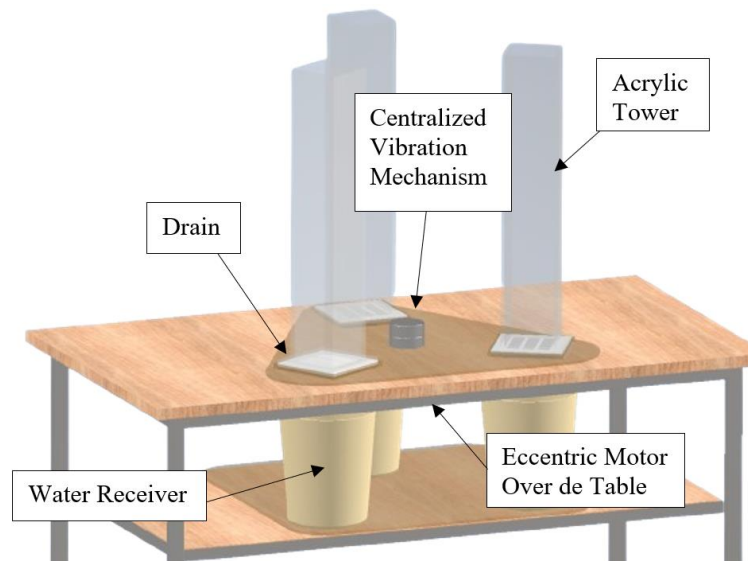 Acrylic
Tower
Centralized
Vibration
Mechanism
Drain
Eccentric Motor
Over de Table
Water Receiver